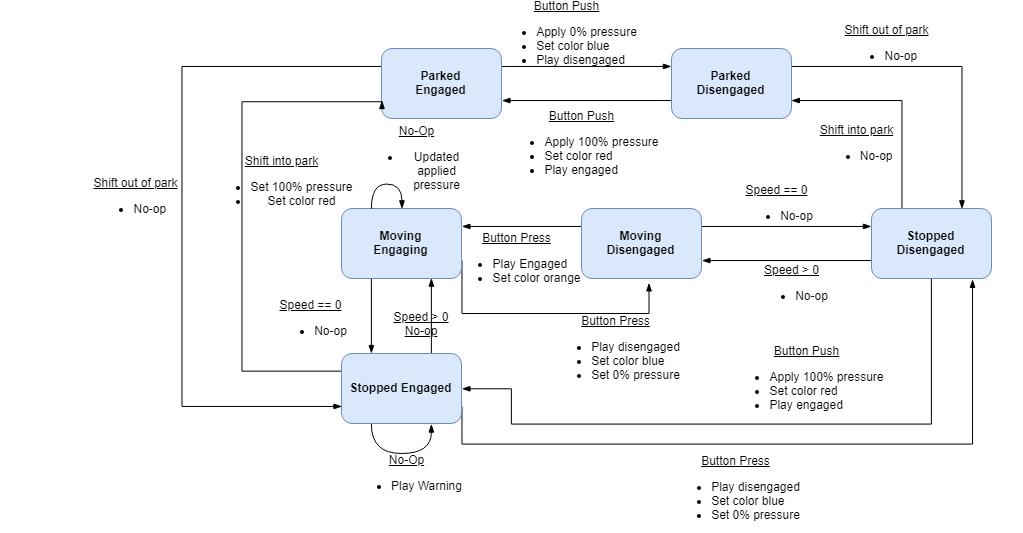 Button Push
• Apply 0% pressure
• Set color blue
• Play disengaged
Shift out of park
• No-op
Parked
Engaged
Parked
Disengaged
Button Push
• Apply 100% pressure
• Set color red
• Play engaged
No-Op
• Updated
applied
pressure
Shift into park
• No-op
Shift into park
• Set 100% pressure
• Set color red
Shift out of park
• No-op
Speed == 0
• No-op
Moving
Engaging
Button Press
• Play Engaged
• Set color orange
Moving
Disengaged
Stopped
Disengaged
Speed > 0
• No-op
Speed == 0
• No-op
Speed > 0
No-op
Button Press
• Play disengaged
• Set color blue
• Set 0% pressure
Button Push
• Apply 100% pressure
• Set color red
• Play engaged
Stopped Engaged
No-Op
• Play Warning
Button Press
• Play disengaged
• Set color blue
• Set 0% pressure